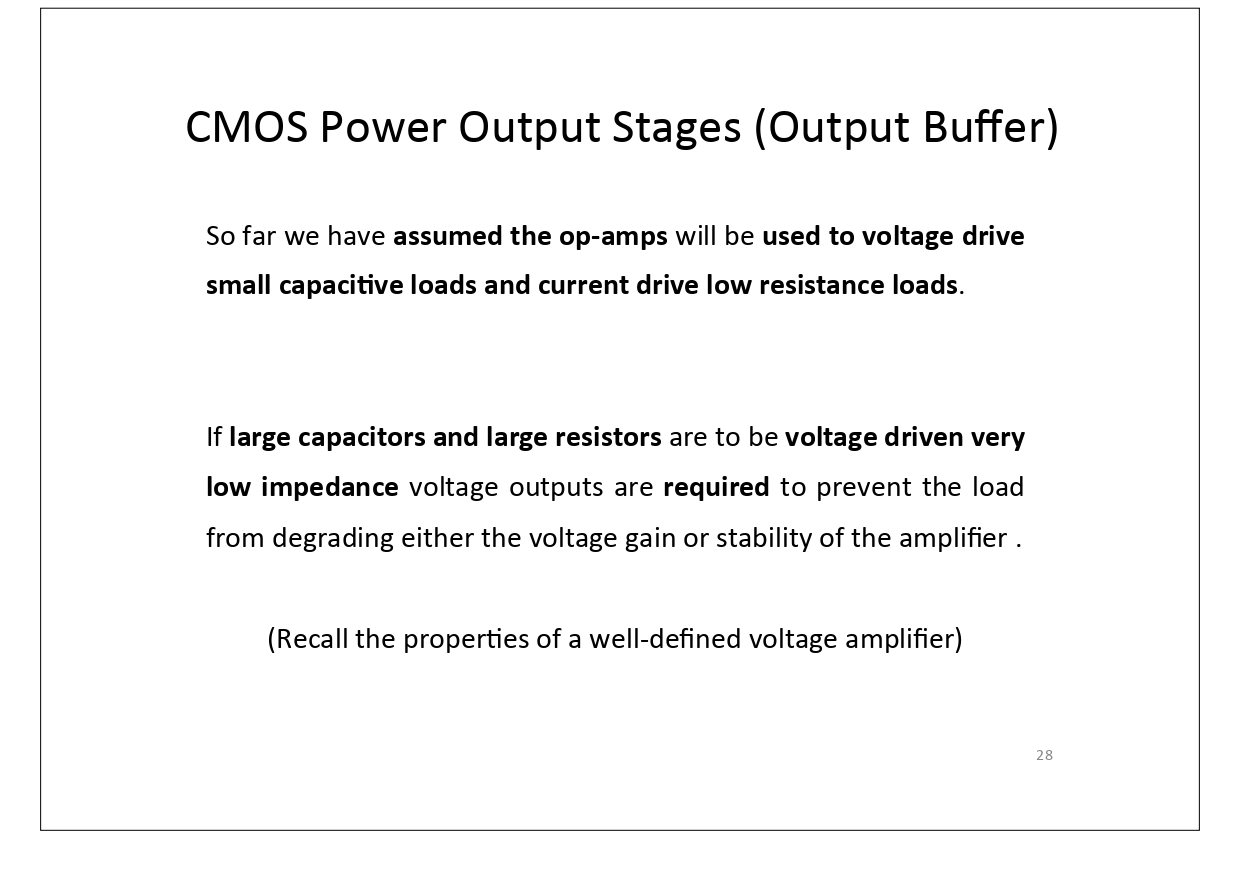 CMOS Power Output Stages (Output Buffer)
So far we have assumed the op-amps will be used to voltage drive
small capacitive loads and current drive low resistance loads.
If large capacitors and large resistors are to be voltage driven very
low impedance voltage outputs are required to prevent the load
from degrading either the voltage gain or stability of the amplifier .
(Recall the properties of a well-defined voltage amplifier)
28